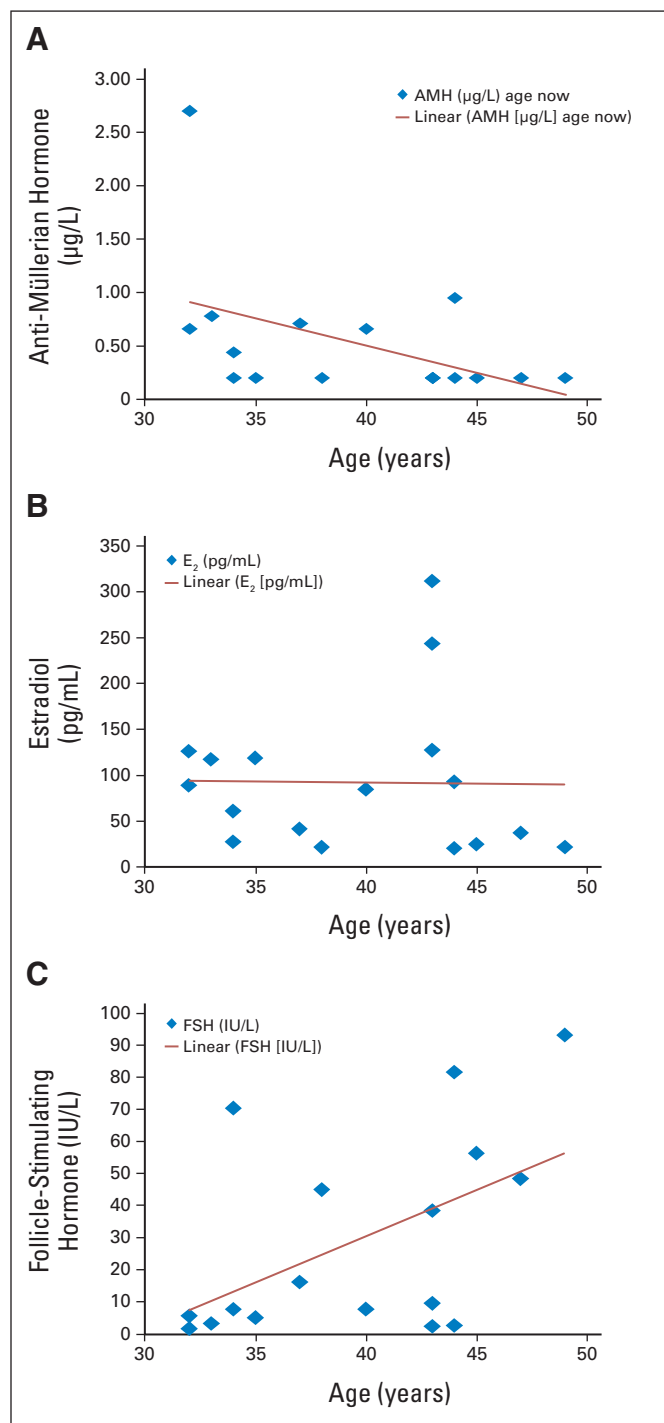 A
3.00
2.50
2.00
1.50
1.00
0.50
0
Anti-Müllerian Hormone
(µg/L)
AMH (µg/L) age now
Linear (AMH [µg/L] age now)
30 35 40 45 50
Age (years)
B
350
300
250
200
150
100
50
0
Estradiol
(pg/mL)
E₂ (pg/mL)
Linear (E₂ [pg/mL])
30 35 40 45 50
Age (years)
C
100
90
80
70
60
50
40
30
20
10
0
Follicle-Stimulating
Hormone (IU/L)
FSH (IU/L)
Linear (FSH [IU/L])
30 35 40 45 50
Age (years)